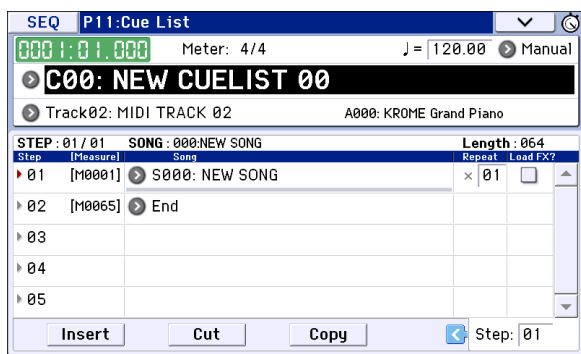 SEQ P11:Cue List
0001:01.000 Meter: 4/4 ♩= 120.00 Manual
C00: NEW CUELIST 00
Track02: MIDI TRACK 02 A000: KROME Grand Piano
STEP : 01 / 01 SONG : 000:NEW SONG Length : 064
Step [Measure] Song Repeat Load FX?
01 [M0001] S000: NEW SONG × 01
02 [M0065] End
03
04
05
Insert Cut Copy Step: 01